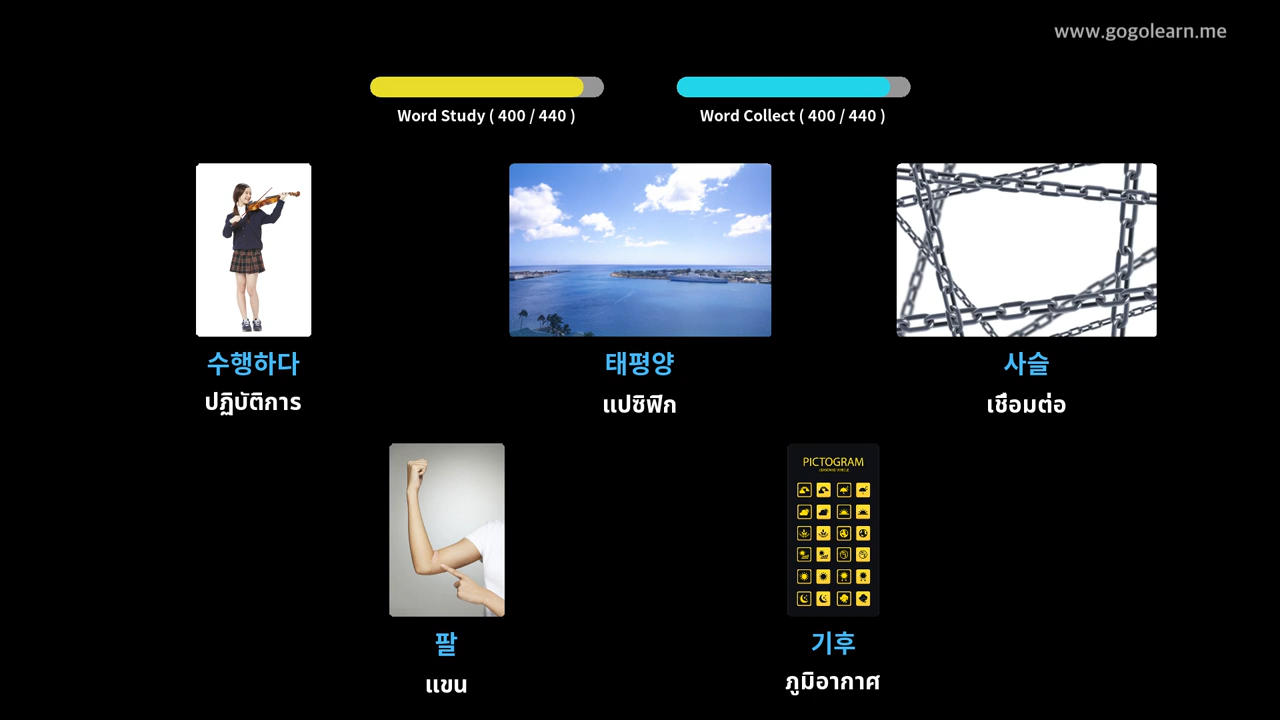 www.gogolearn.me
Word Study ( 400 / 440 )
Word Collect ( 400 / 440 )
수행하다
ปฏิบัติการ
태평양
แปซิฟิก
사슬
เชื่อมต่อ
PICTOGRAM
팔
แขน
기후
ภูมิอากาศ